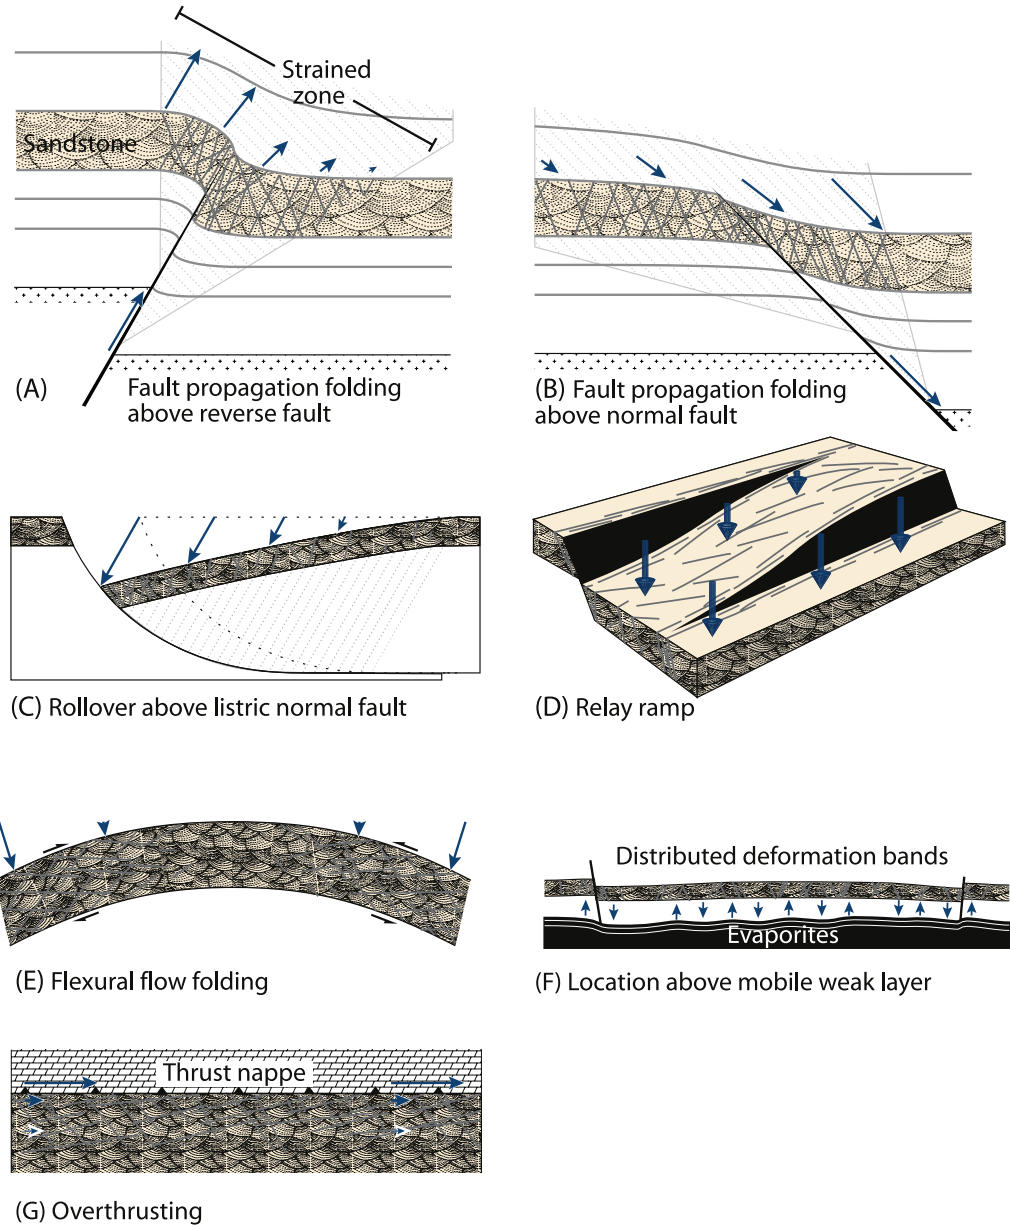 Strained
zone
Sandstone
(A)
Fault propagation folding
above reverse fault
(B) Fault propagation folding
above normal fault
(C) Rollover above listric normal fault
(D) Relay ramp
(E) Flexural flow folding
Distributed deformation bands
Evaporites
(F) Location above mobile weak layer
Thrust nappe
(G) Overthrusting